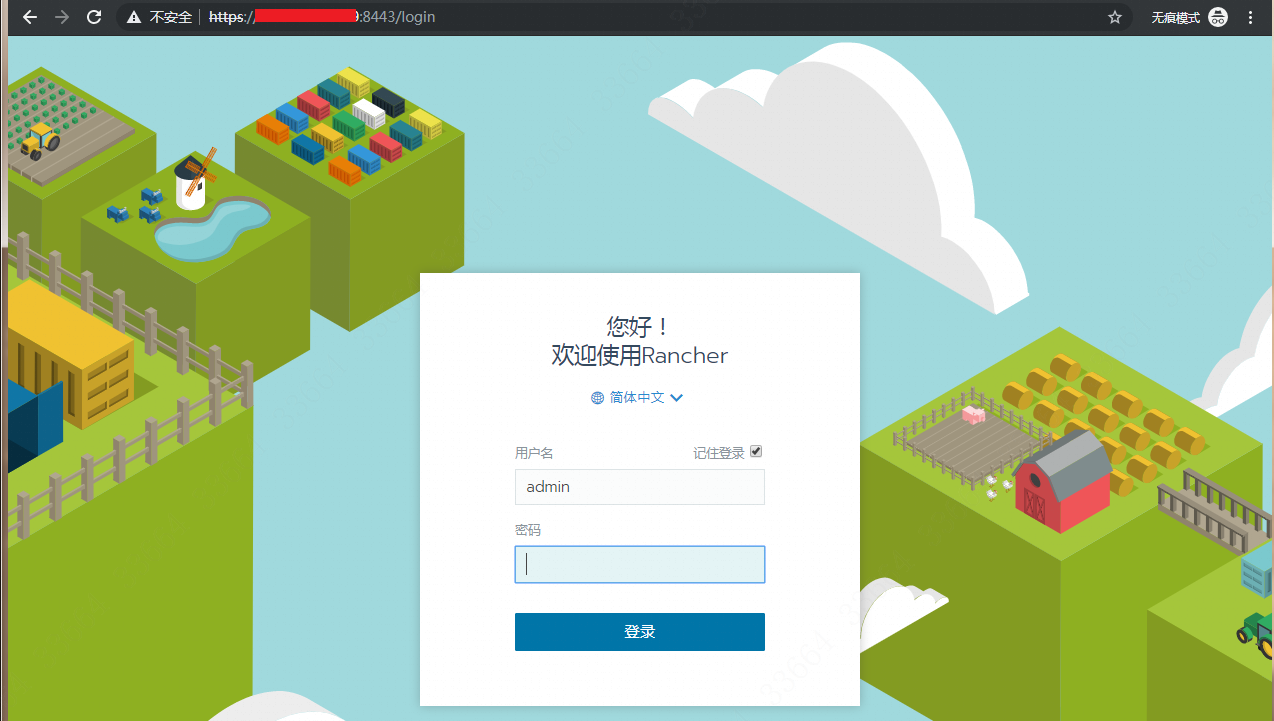 不安全 https://9:8443/login 无痕模式
您好！
欢迎使用Rancher
简体中文
用户名 记住登录
admin
密码
登录
33664